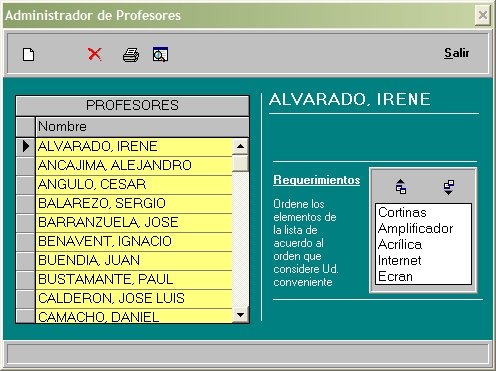 Administrador de Profesores
Salir
PROFESORES
Nombre
ALVARADO, IRENE
ANCAJIMA, ALEJANDRO
ANGULO, CESAR
BALAREZO, SERGIO
BARRANZUELA, JOSE
BENAVENT, IGNACIO
BUENDIA, JUAN
BUSTAMANTE, PAUL
CALDERON, JOSE LUIS
CAMACHO, DANIEL
ALVARADO, IRENE
Requerimientos
Ordene los
elementos de
la lista de
acuerdo al
orden que
considere Ud.
conveniente
Cortinas
Amplificador
Acrílica
Internet
Ecran